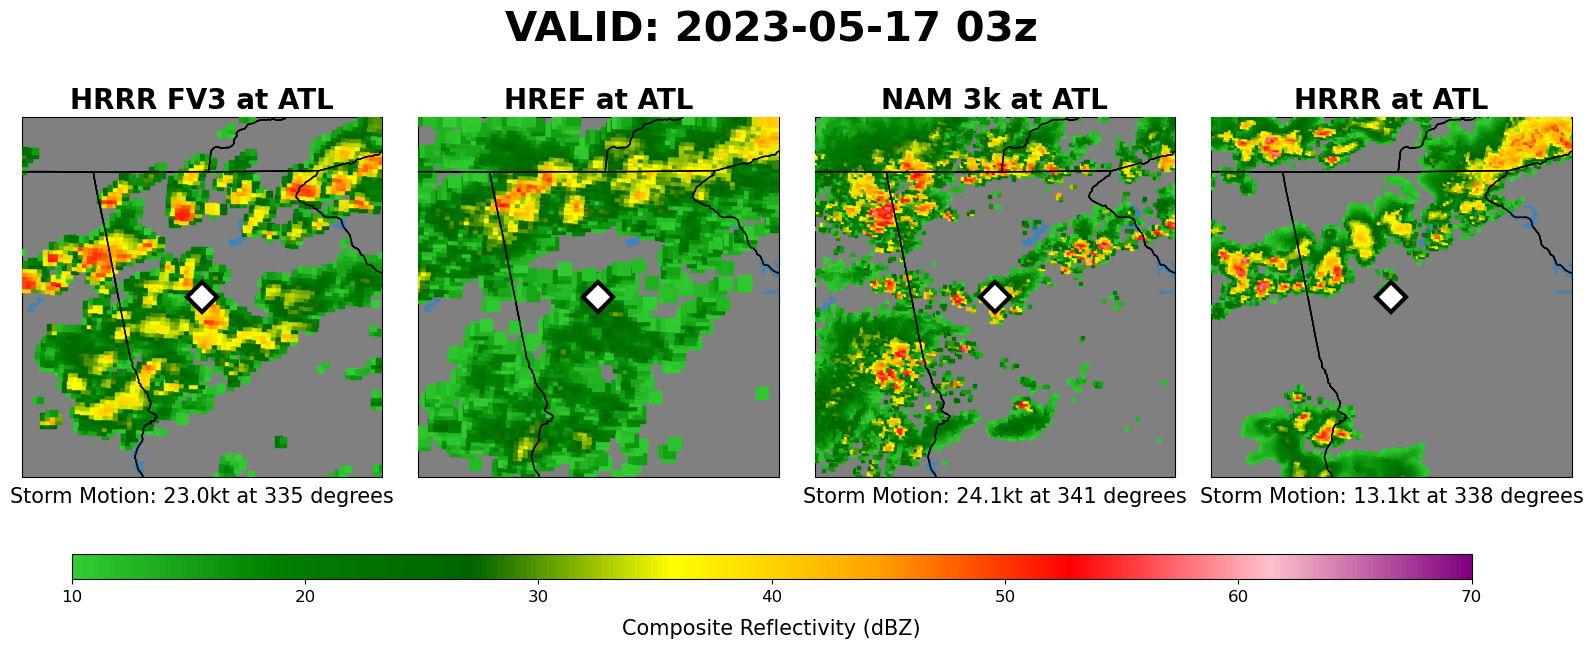 VALID: 2023-05-17 03z
HRRR FV3 at ATL
HREF at ATL
NAM 3k at ATL
HRRR at ATL
Storm Motion: 23.0kt at 335 degrees
Storm Motion: 24.1kt at 341 degrees
Storm Motion: 13.1kt at 338 degrees
10 20 30 40 50 60 70
Composite Reflectivity (dBZ)